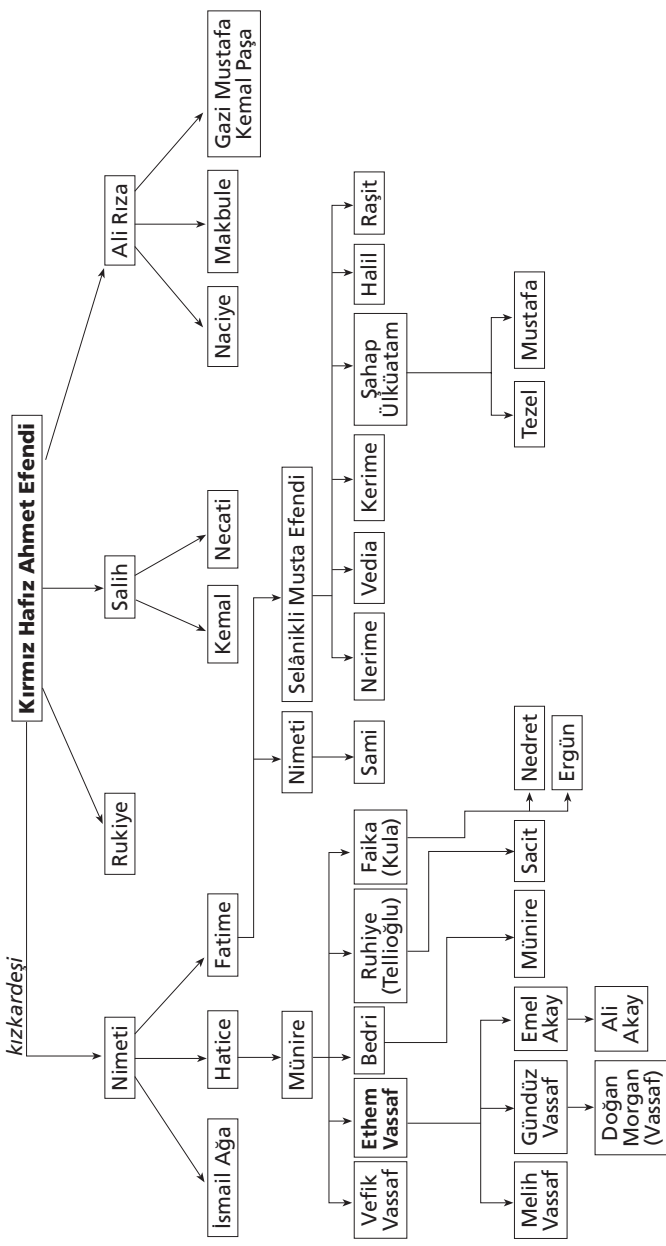 Kırmız Hafız Ahmet Efendi
kızkardeşi
Nimeti
Rukiye
Salih
Ali Rıza
İsmail Ağa
Hatice
Fatime
Kemal
Necati
Naciye
Makbule
Gazi Mustafa
Kemal Paşa
Münire
Nimeti
Selânikli Musta Efendi
Vefik
Vassaf
Ethem
Vassaf
Bedri
Ruhiye
(Tellioğlu)
Faika
(Kula)
Sami
Nerime
Vedia
Kerime
Şahap
Ülküatam
Halil
Raşit
Melih
Vassaf
Gündüz
Vassaf
Emel
Akay
Münire
Sacit
Nedret
Ergün
Tezel
Mustafa
Doğan
Morgan
(Vassaf)
Ali
Akay